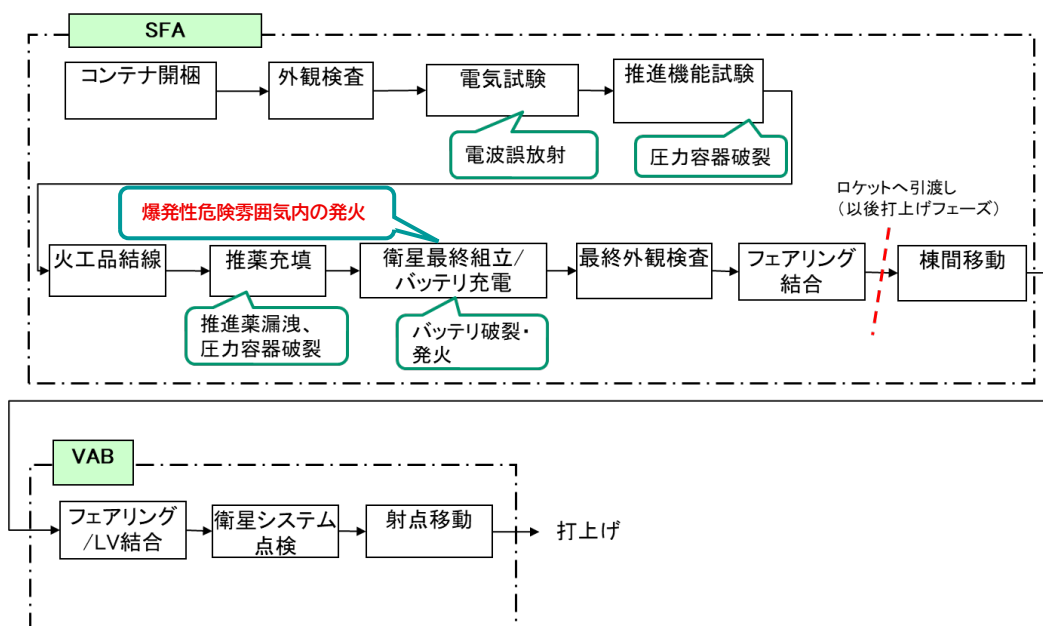 SFA
コンテナ開梱
外観検査
電気試験
推進機能試験
電波誤放射
圧力容器破裂
爆発性危険雰囲気内の発火
ロケットへ引渡し
（以後打上げフェーズ）
火工品結線
推薬充填
衛星最終組立/
バッテリ充電
最終外観検査
フェアリング
結合
棟間移動
推進薬漏洩、
圧力容器破裂
バッテリ破裂・
発火
VAB
フェアリング
/LV結合
衛星システム
点検
射点移動
打上げ